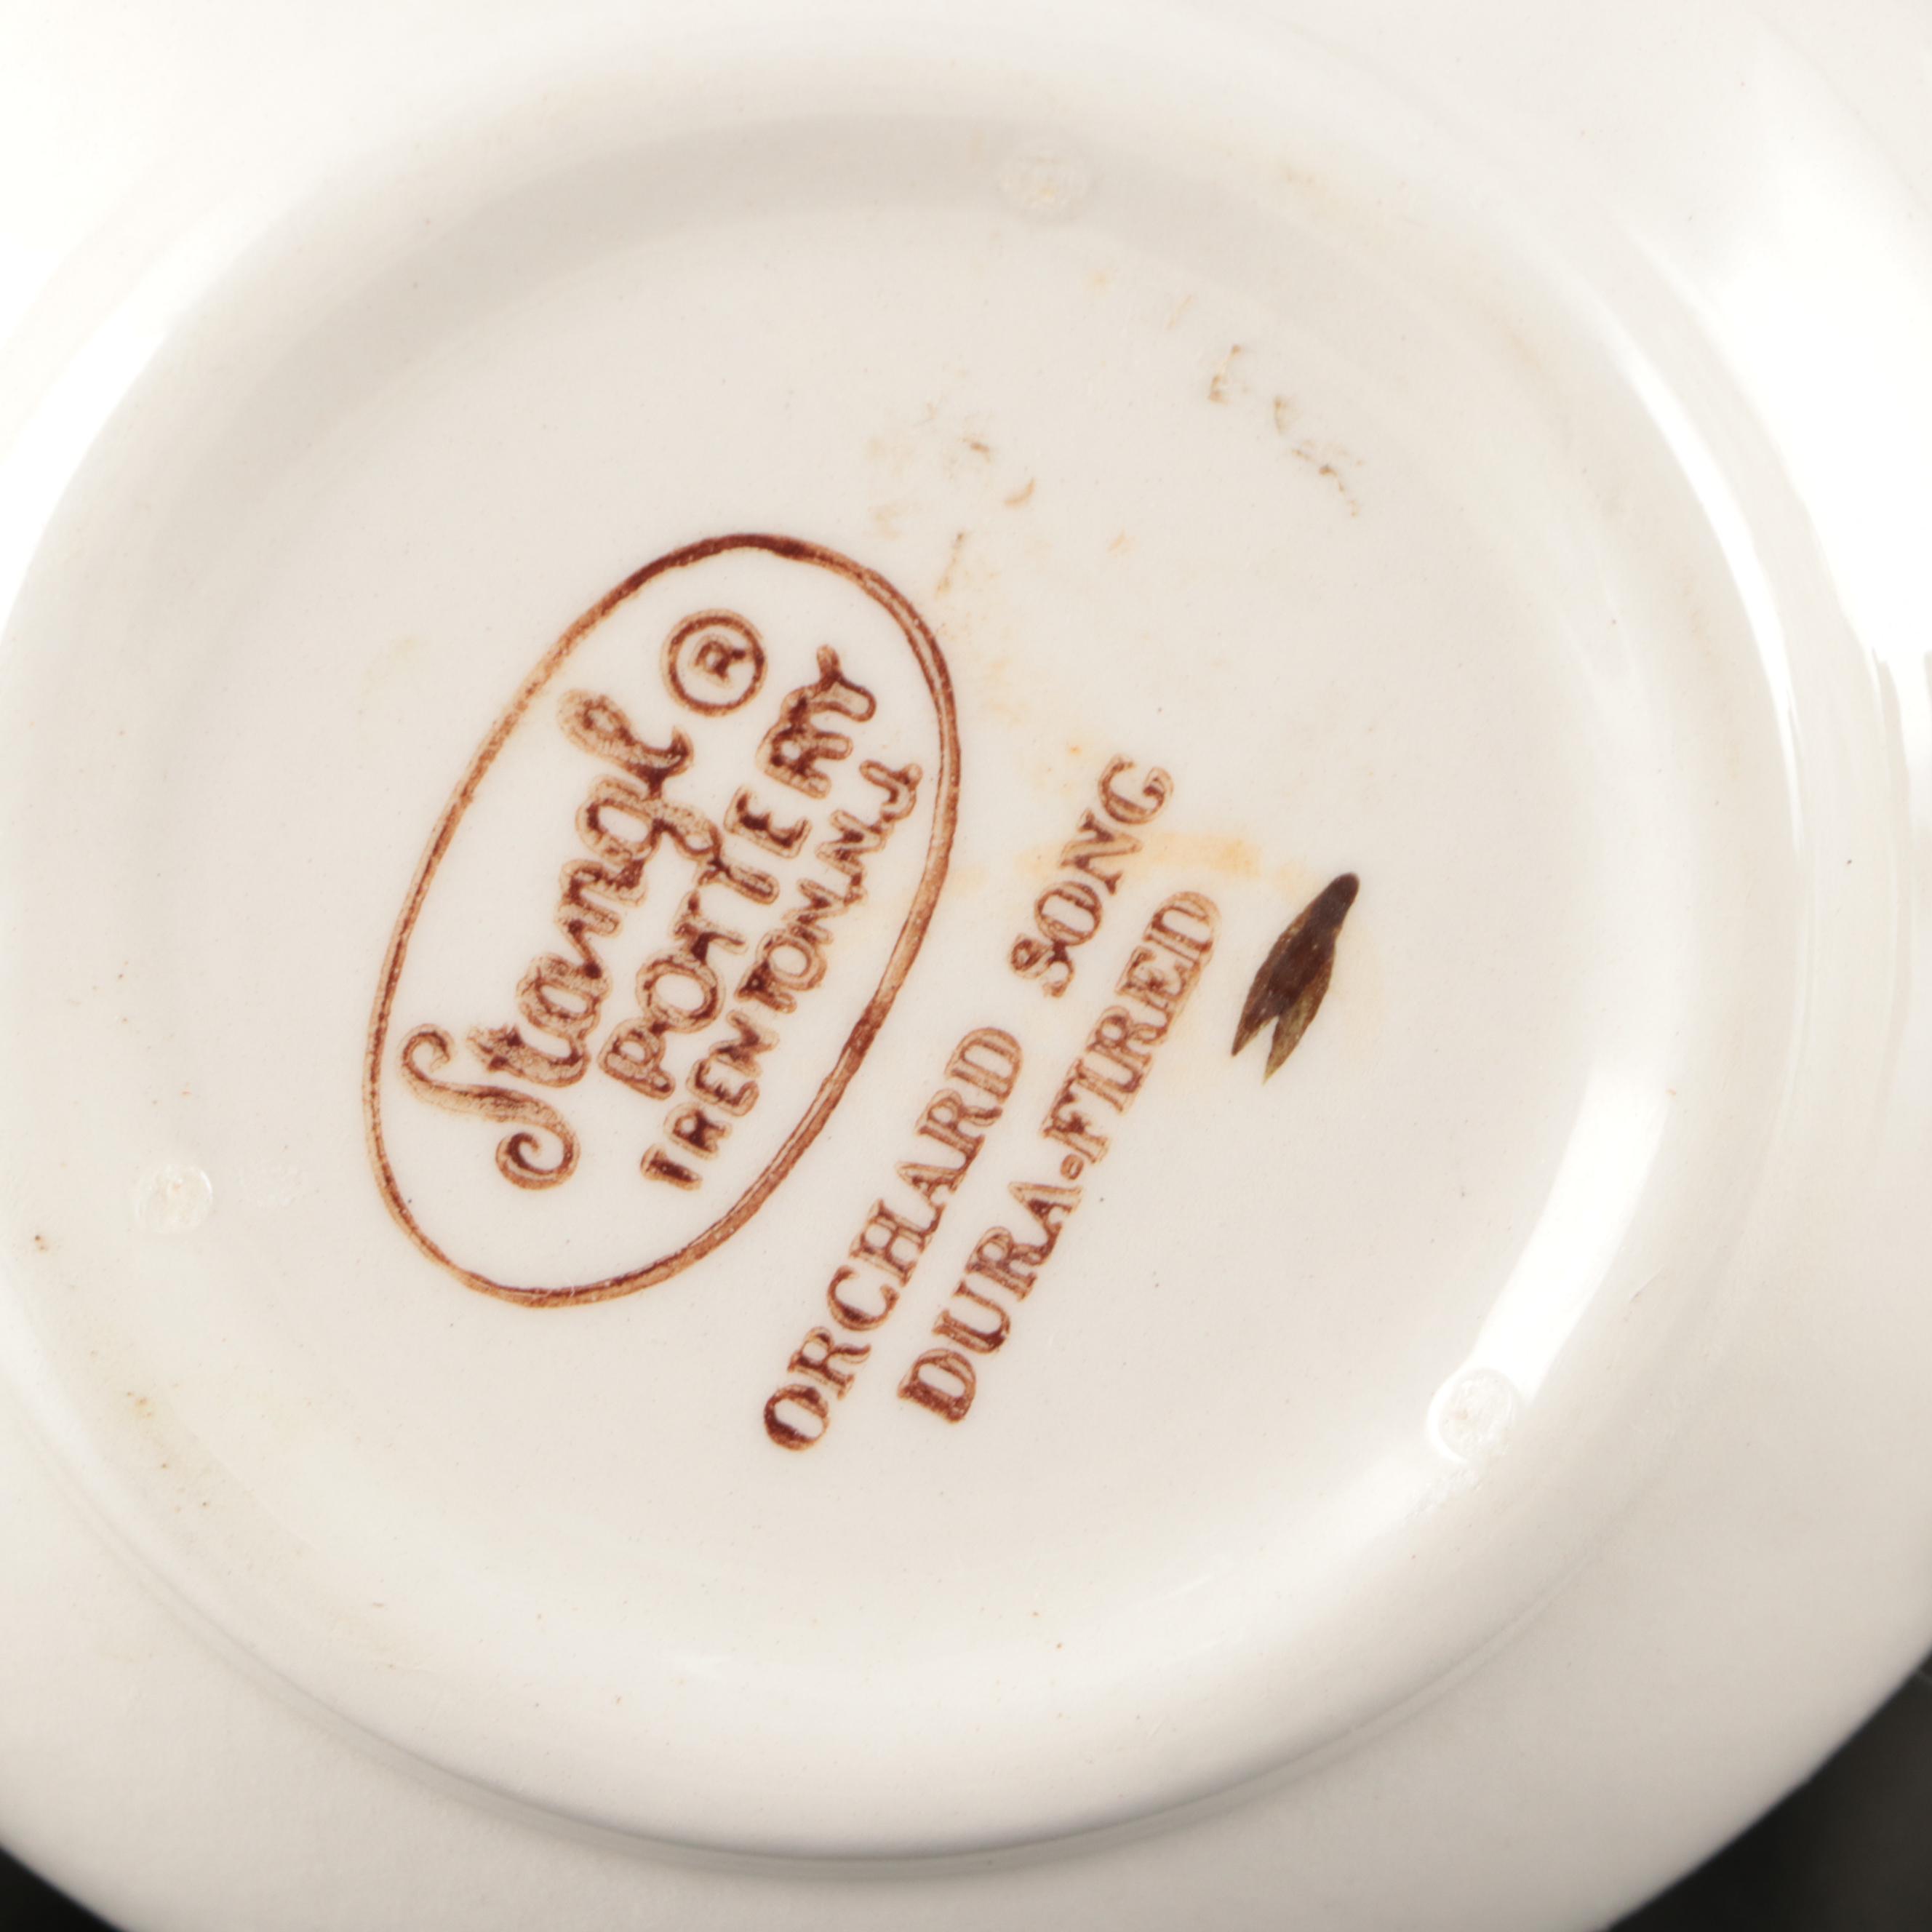 Stangl ®
POTTERY
TRENTON, N.J.
ORCHARD SONG
DURA-FIRED